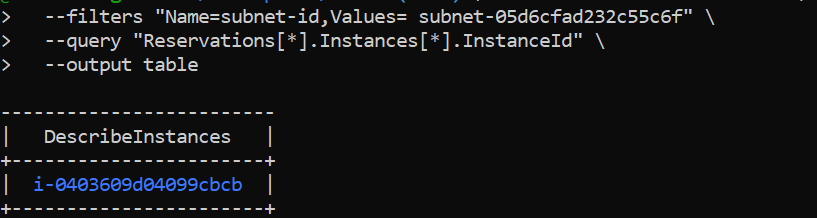 >   --filters "Name=subnet-id,Values= subnet-05d6cfad232c55c6f" \
>   --query "Reservations[*].Instances[*].InstanceId" \
>   --output table
-------------------------
|   DescribeInstances   |
+-----------------------+
|  i-0403609d04099cbcb  |
+-----------------------+